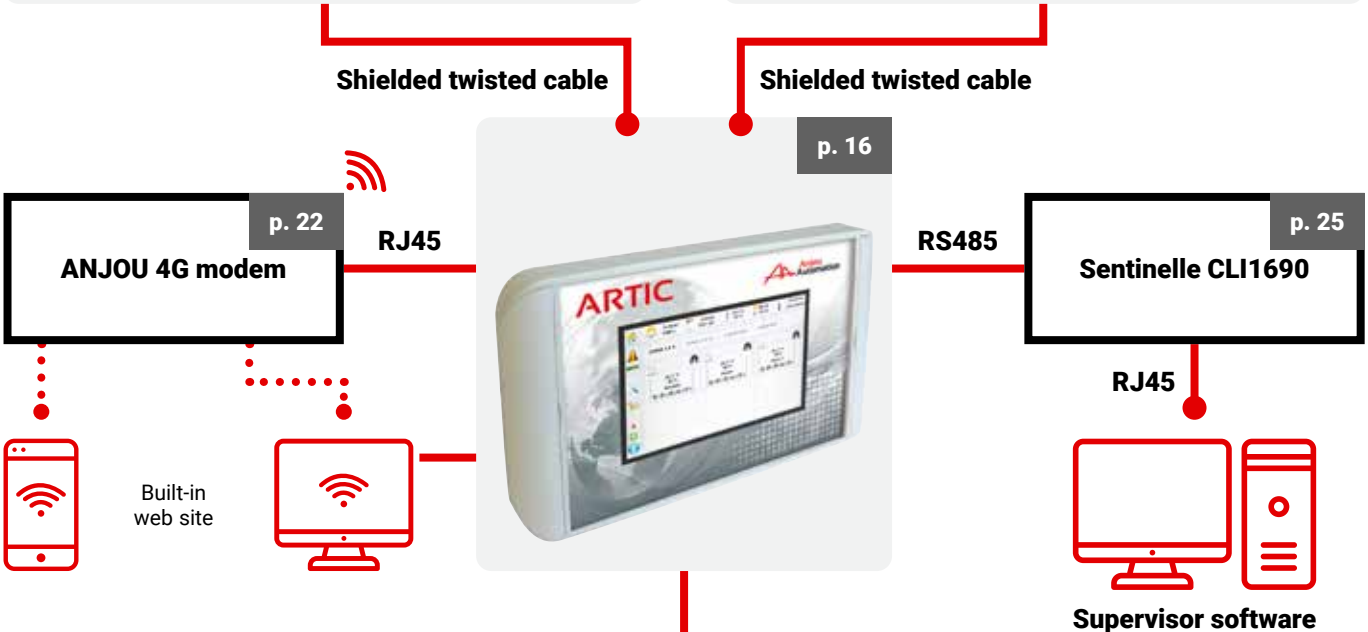 Shielded twisted cable
Shielded twisted cable
p. 16
p. 22
RJ45
ANJOU 4G modem
RS485
p. 25
Sentinelle CLI1690
ARTIC
Automation
RJ45
Built-in
web site
Supervisor software